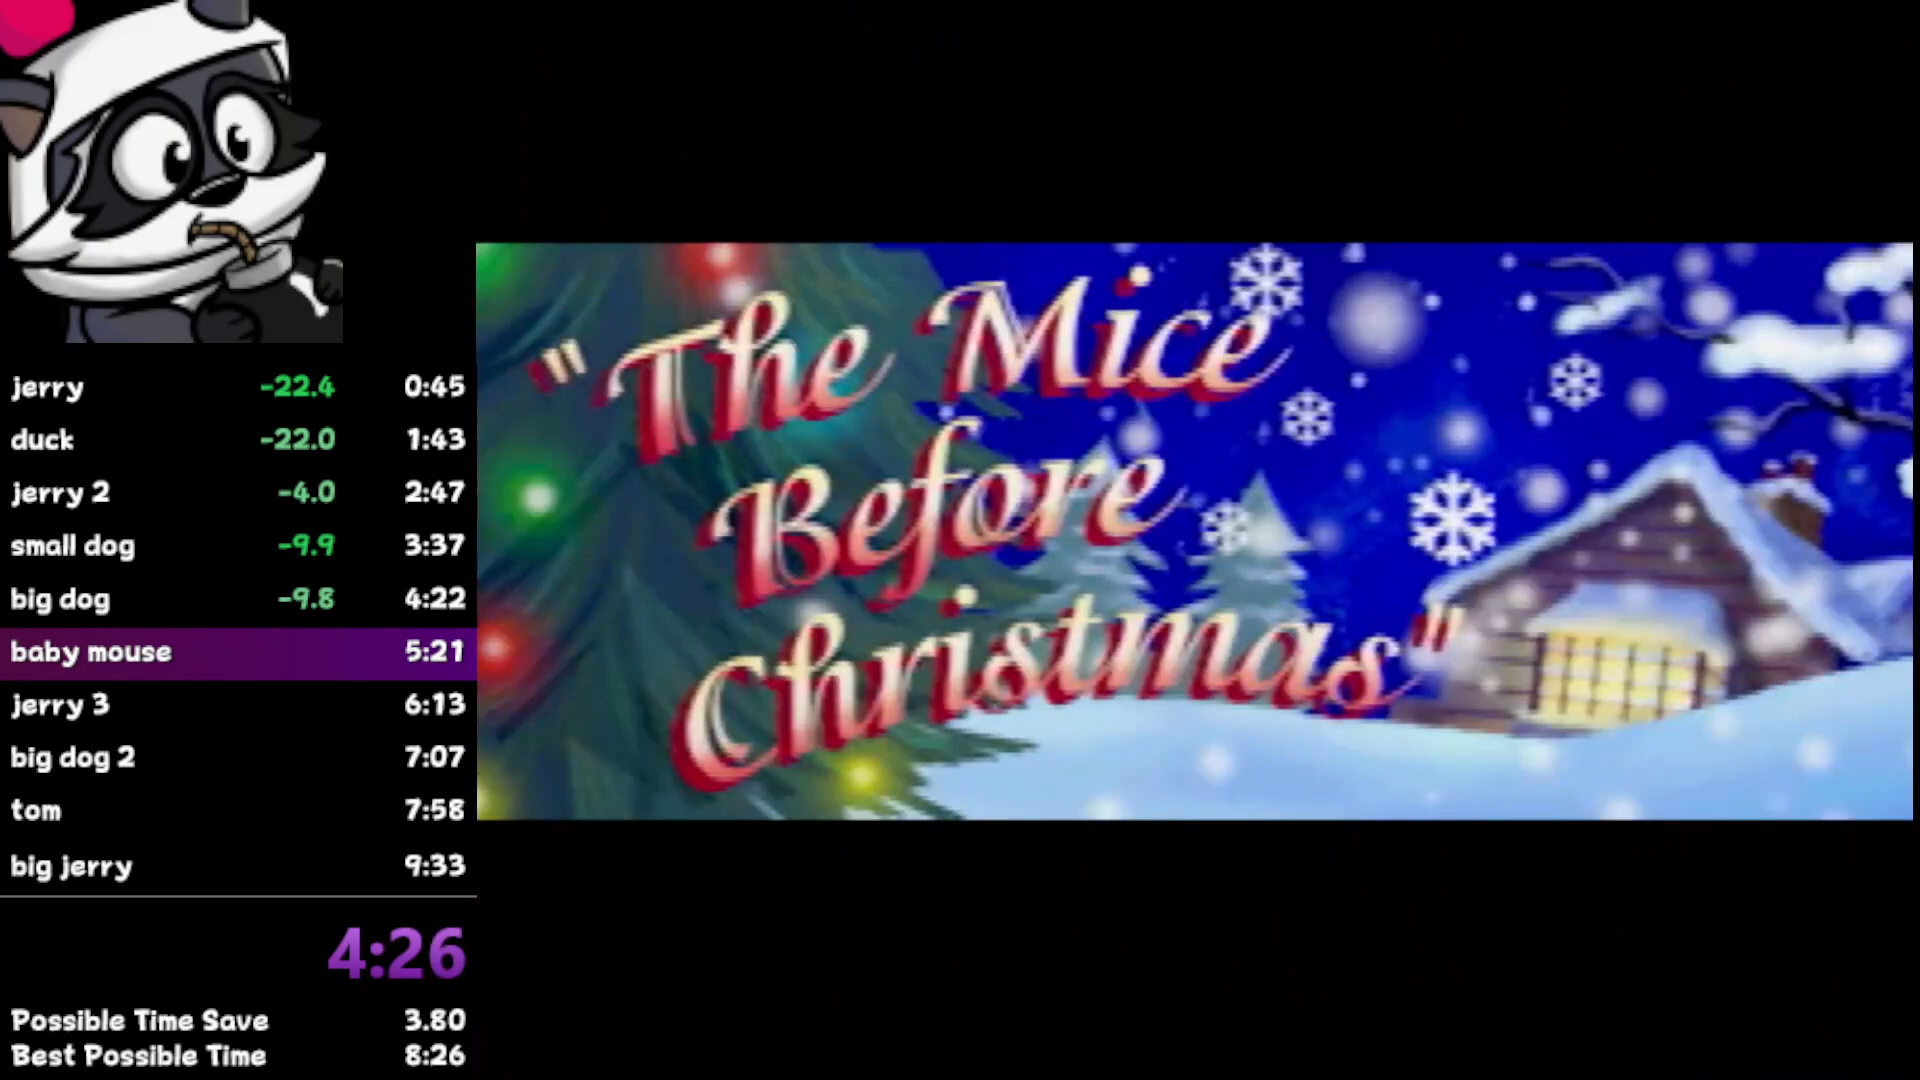 jerry -22.4 0:45
duck -22.0 1:43
jerry 2 -4.0 2:47
small dog -9.9 3:37
big dog -9.8 4:22
baby mouse 5:21
jerry 3 6:13
big dog 2 7:07
tom 7:58
big jerry 9:33
4:26
Possible Time Save 3.80
Best Possible Time 8:26
"The Mice
Before
Christmas"